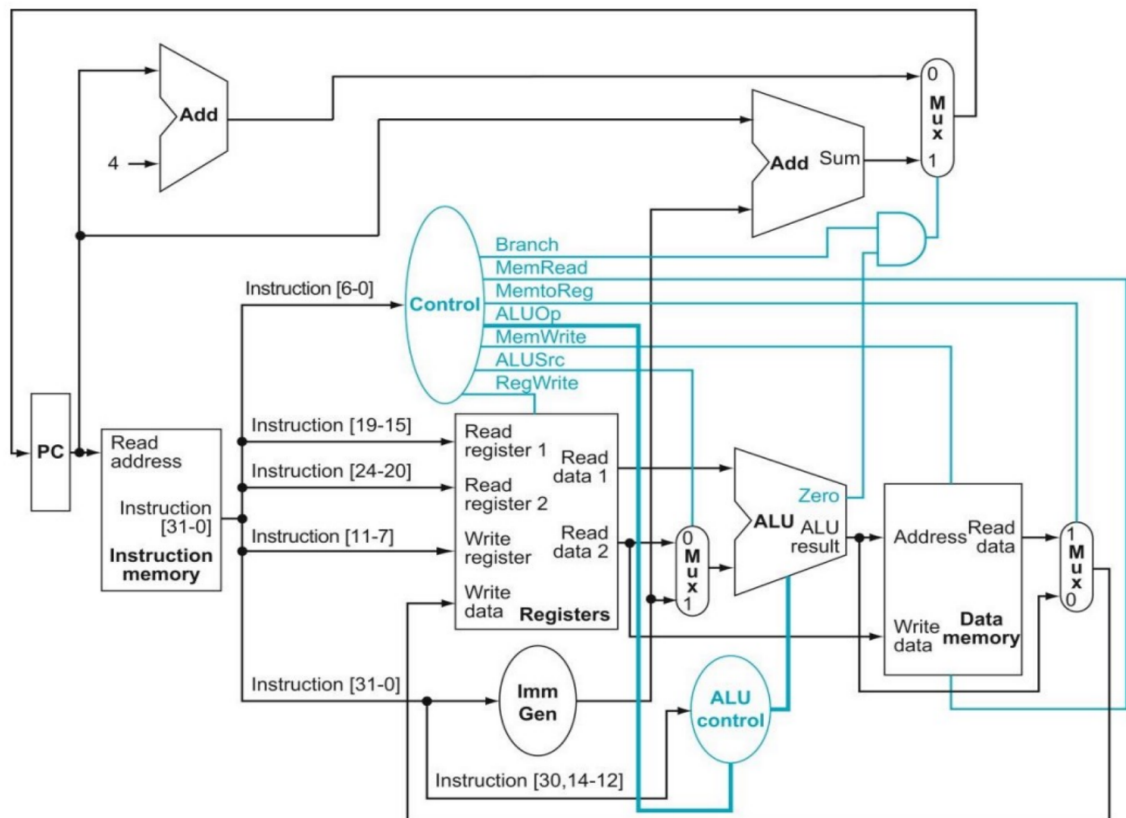 Add
4
Add
Sum
0
Mux
1
Branch
MemRead
MemtoReg
ALUOp
MemWrite
ALUSrc
RegWrite
Control
Instruction [6-0]
PC
Read
address
Instruction
[31-0]
Instruction
memory
Instruction [19-15]
Instruction [24-20]
Instruction [11-7]
Instruction [31-0]
Instruction [30,14-12]
Read
register 1
Read
register 2
Write
register
Write
data
Read
data 1
Read
data 2
Registers
Imm
Gen
0
Mux
1
Zero
ALU
ALU
result
ALU
control
Address
Read
data
Write
data
Data
memory
1
Mux
0